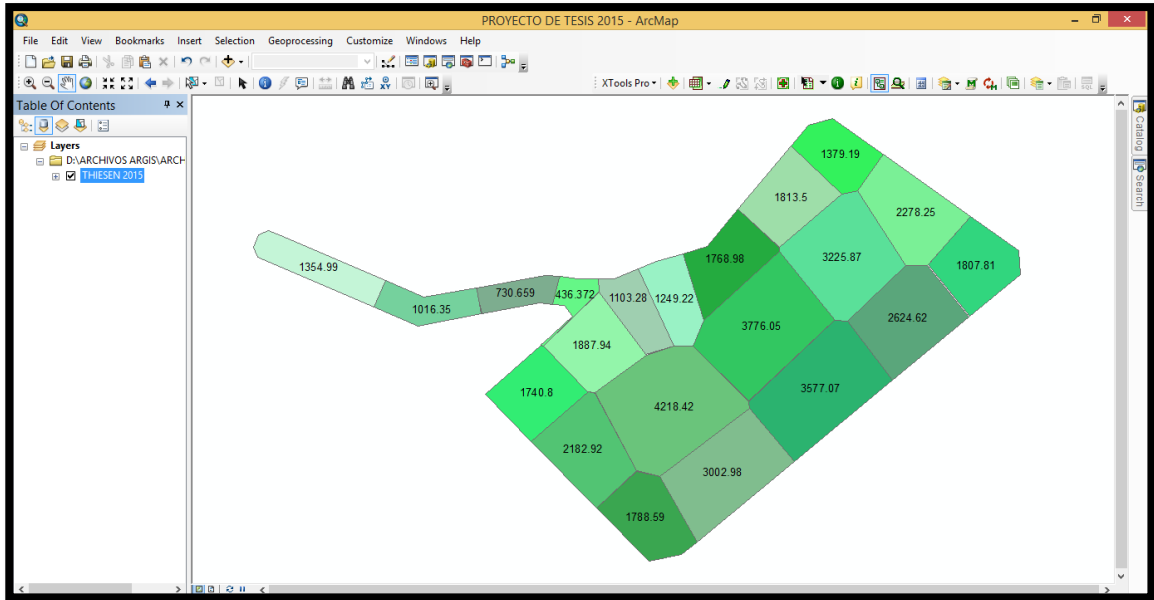 PROYECTO DE TESIS 2015 - ArcMap
File Edit View Bookmarks Insert Selection Geoprocessing Customize Windows Help
XTools Pro
Table Of Contents
Layers
D:\ARCHIVOS ARGIS\ARCH
THIESEN 2015
Catalog
Search
1379.19
1813.5
2278.25
1768.98
3225.87
1807.81
1354.99
730.659
436.372
1103.28
1249.22
1016.35
2624.62
3776.05
1887.94
3577.07
1740.8
4218.42
2182.92
3002.98
1788.59